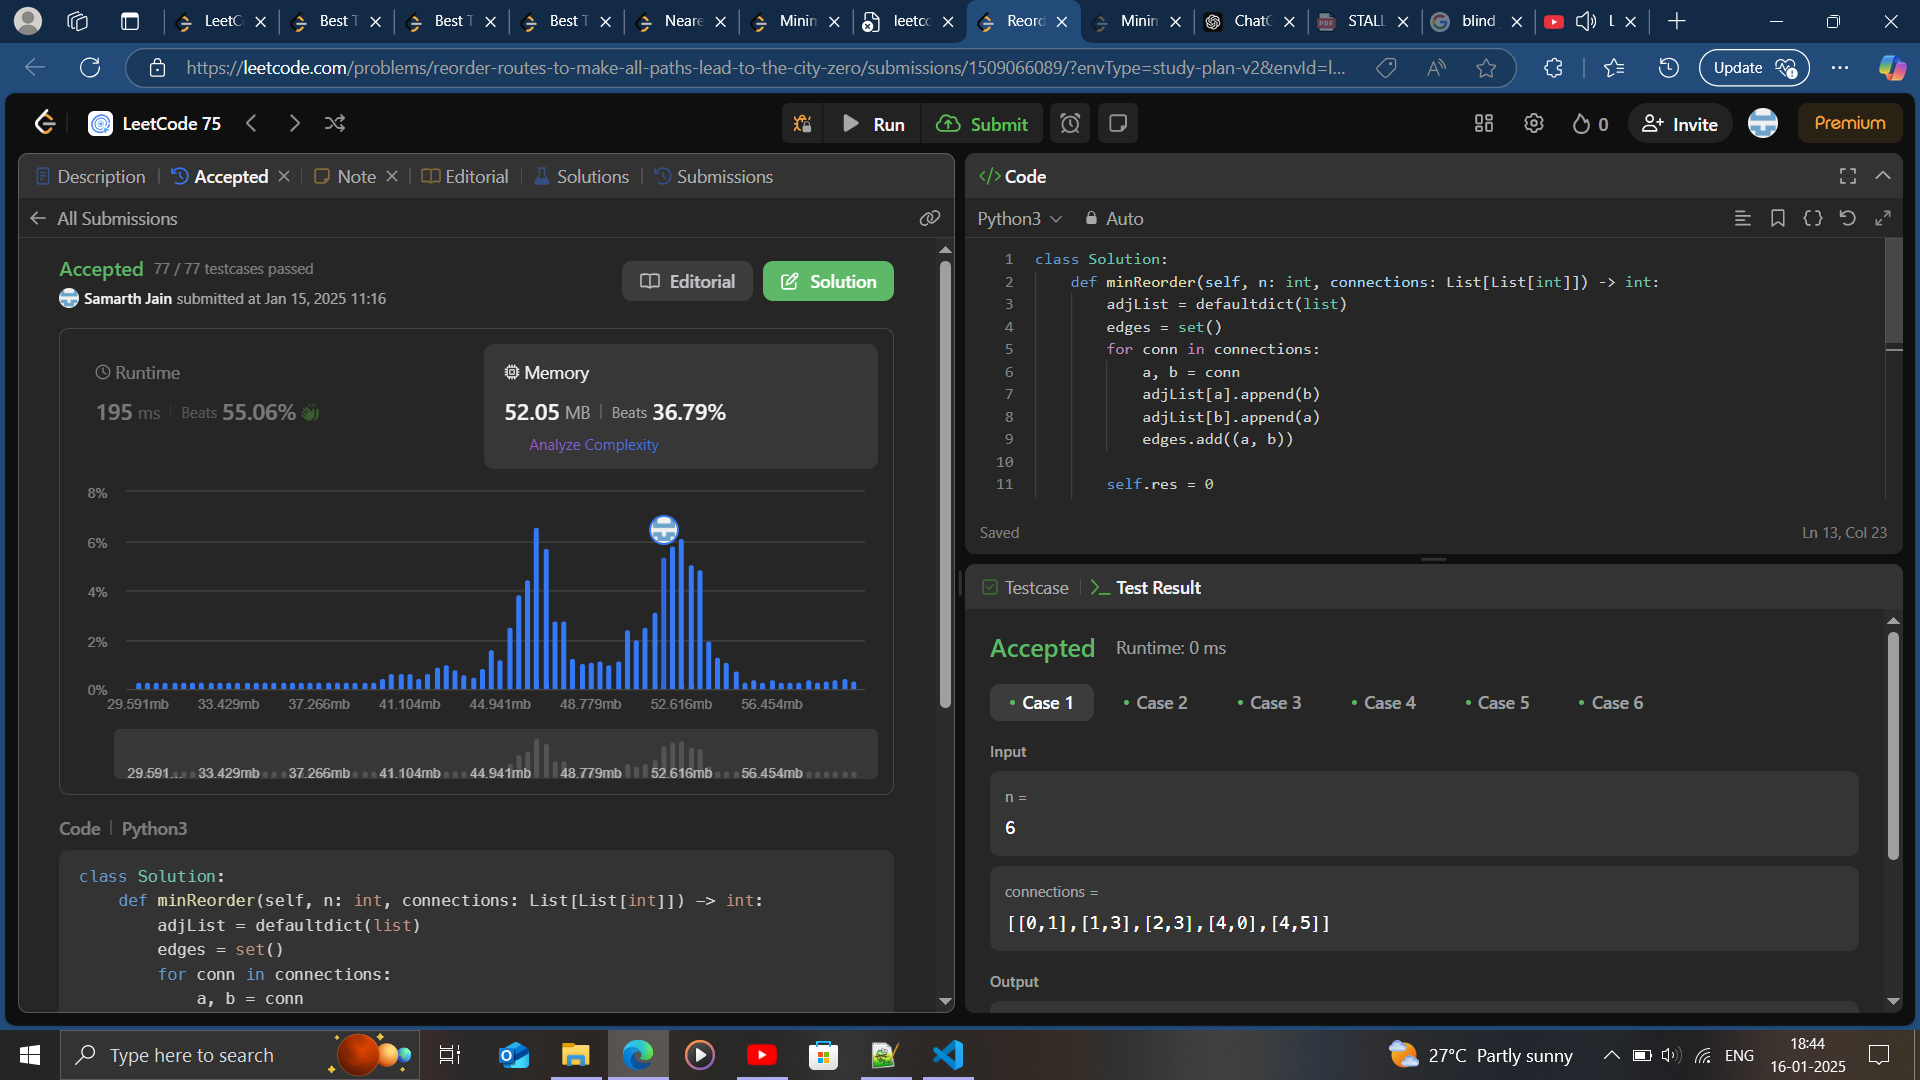 LeetC
Best T
Best T
Best T
Neare
Minim
leetco
Reord
Minim
ChatG
STALL
blind
L
https://leetcode.com/problems/reorder-routes-to-make-all-paths-lead-to-the-city-zero/submissions/1509066089/?envType=study-plan-v2&envId=l...
Update
LeetCode 75
Run
Submit
0
Invite
Premium
Description
Accepted
Note
Editorial
Solutions
Submissions
All Submissions
Accepted 77 / 77 testcases passed
Samarth Jain submitted at Jan 15, 2025 11:16
Editorial
Solution
Runtime
195 ms | Beats 55.06%
Memory
52.05 MB | Beats 36.79%
Analyze Complexity
8%
6%
4%
2%
0%
29.591mb 33.429mb 37.266mb 41.104mb 44.941mb 48.779mb 52.616mb 56.454mb
29.591... 33.429mb 37.266mb 41.104mb 44.941mb 48.779mb 52.616mb 56.454mb
Code | Python3
class Solution:
    def minReorder(self, n: int, connections: List[List[int]]) -> int:
        adjList = defaultdict(list)
        edges = set()
        for conn in connections:
            a, b = conn
</> Code
Python3
Auto
1 class Solution:
2     def minReorder(self, n: int, connections: List[List[int]]) -> int:
3         adjList = defaultdict(list)
4         edges = set()
5         for conn in connections:
6             a, b = conn
7             adjList[a].append(b)
8             adjList[b].append(a)
9             edges.add((a, b))
10
11         self.res = 0
Saved
Ln 13, Col 23
Testcase
>_ Test Result
Accepted Runtime: 0 ms
• Case 1 • Case 2 • Case 3 • Case 4 • Case 5 • Case 6
Input
n =
6
connections =
[[0,1],[1,3],[2,3],[4,0],[4,5]]
Output
Type here to search
27°C Partly sunny
ENG
18:44
16-01-2025